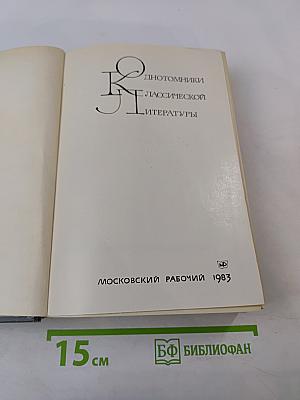 Однотомники
Классической
Литературы
МОСКОВСКИЙ РАБОЧИЙ 1983
15 см
БФ БИБЛИОФАН